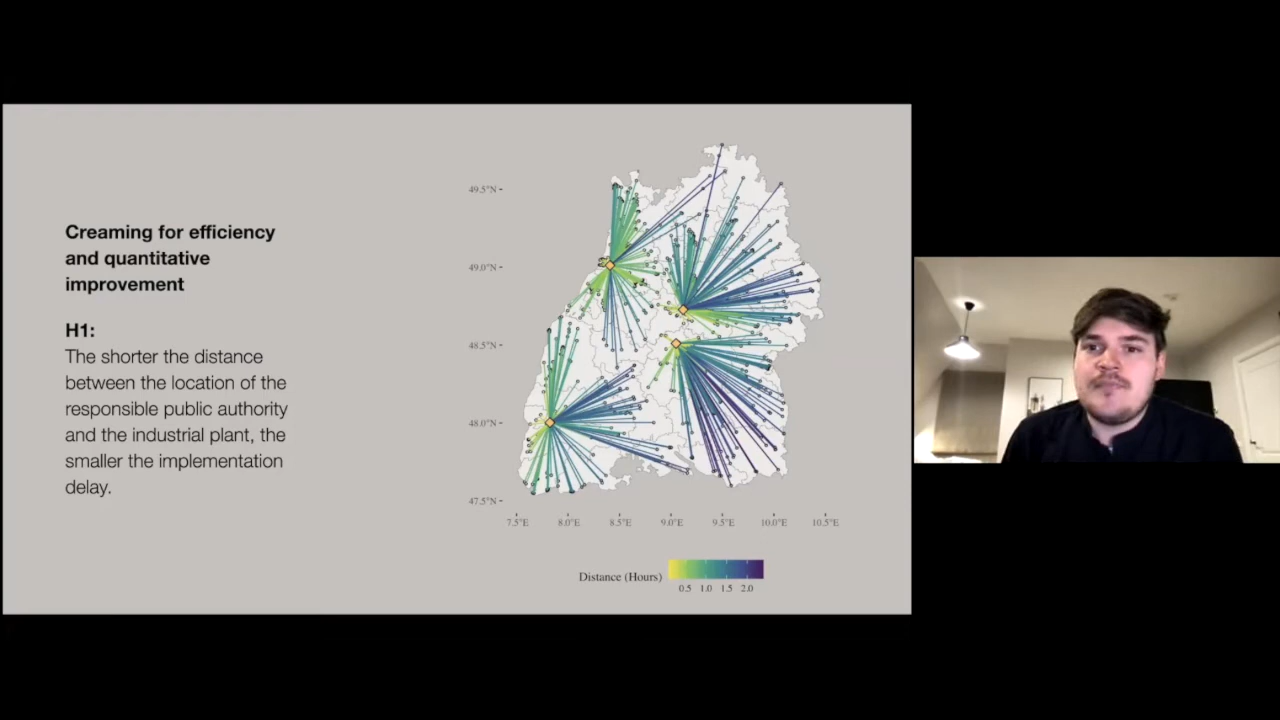 Creaming for efficiency
and quantitative
improvement
H1:
The shorter the distance
between the location of the
responsible public authority
and the industrial plant, the
smaller the implementation
delay.
49.5°N
49.0°N
48.5°N
48.0°N
47.5°N
7.5°E 8.0°E 8.5°E 9.0°E 9.5°E 10.0°E 10.5°E
Distance (Hours)
0.5 1.0 1.5 2.0